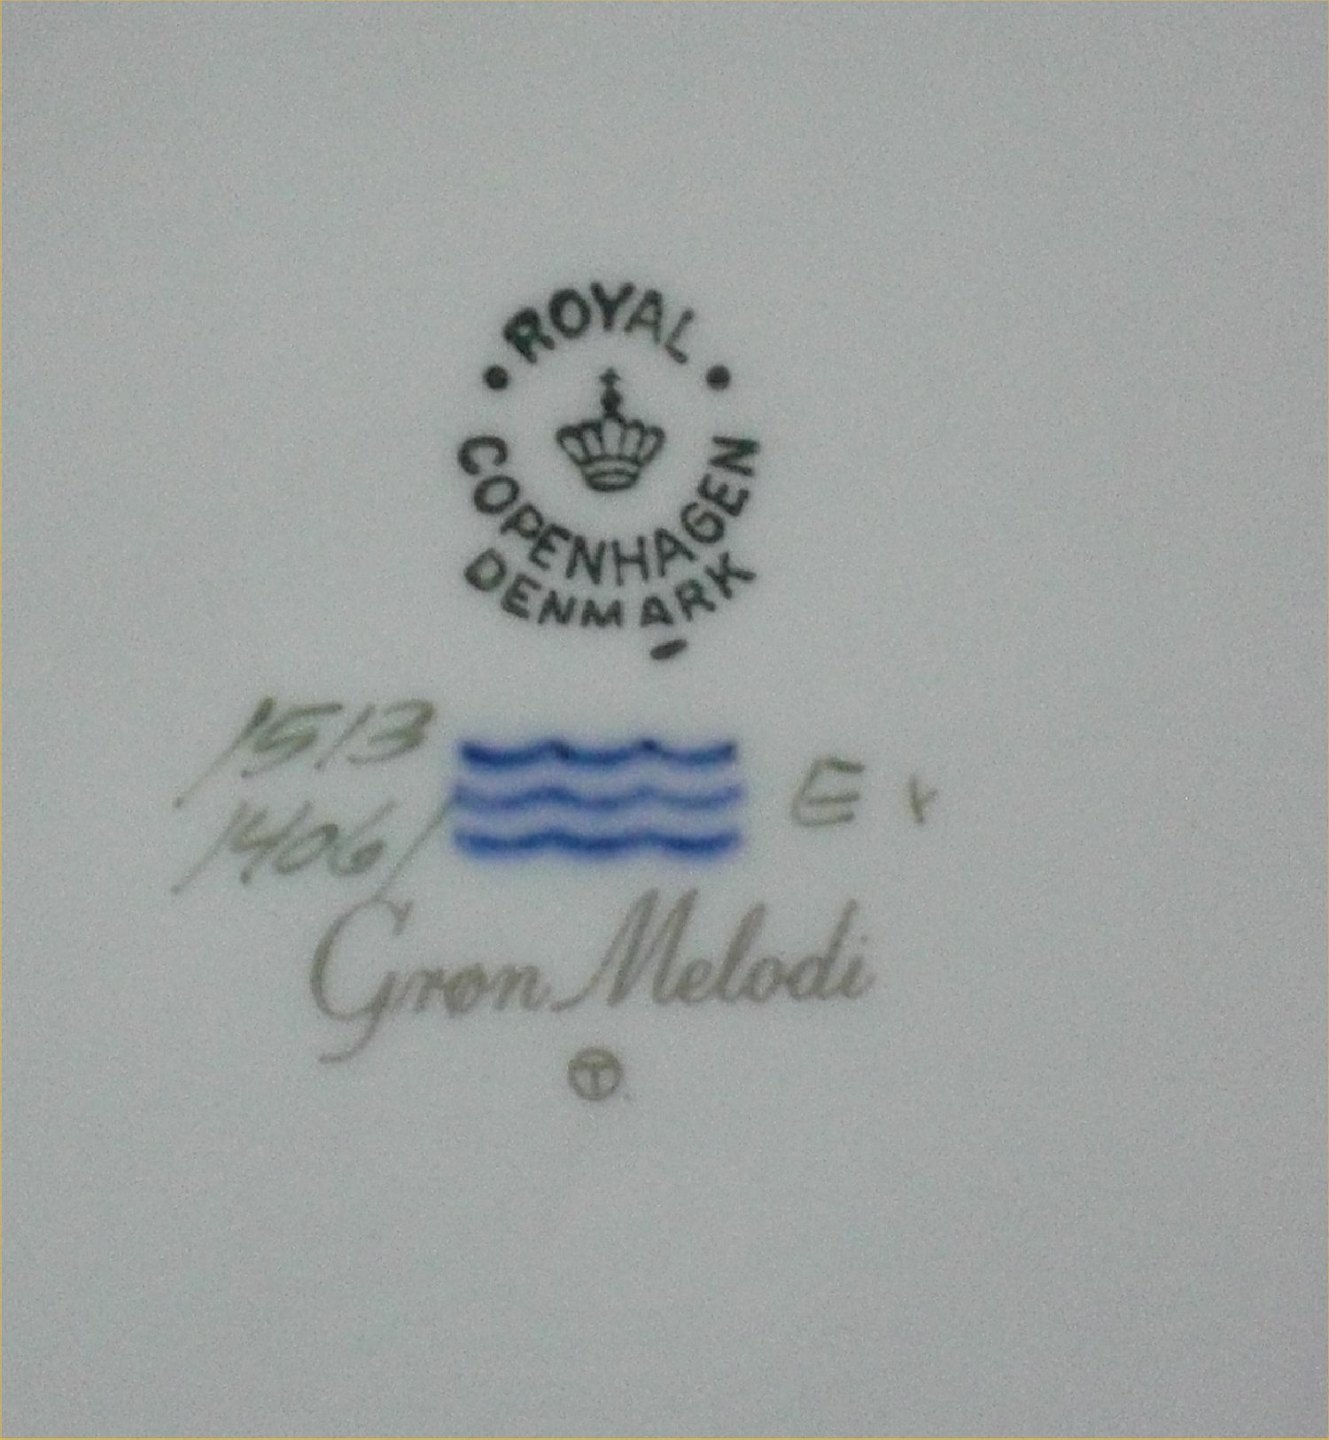 ROYAL
COPENHAGEN
DENMARK
1513
1406
E
Grøn Melodi
T